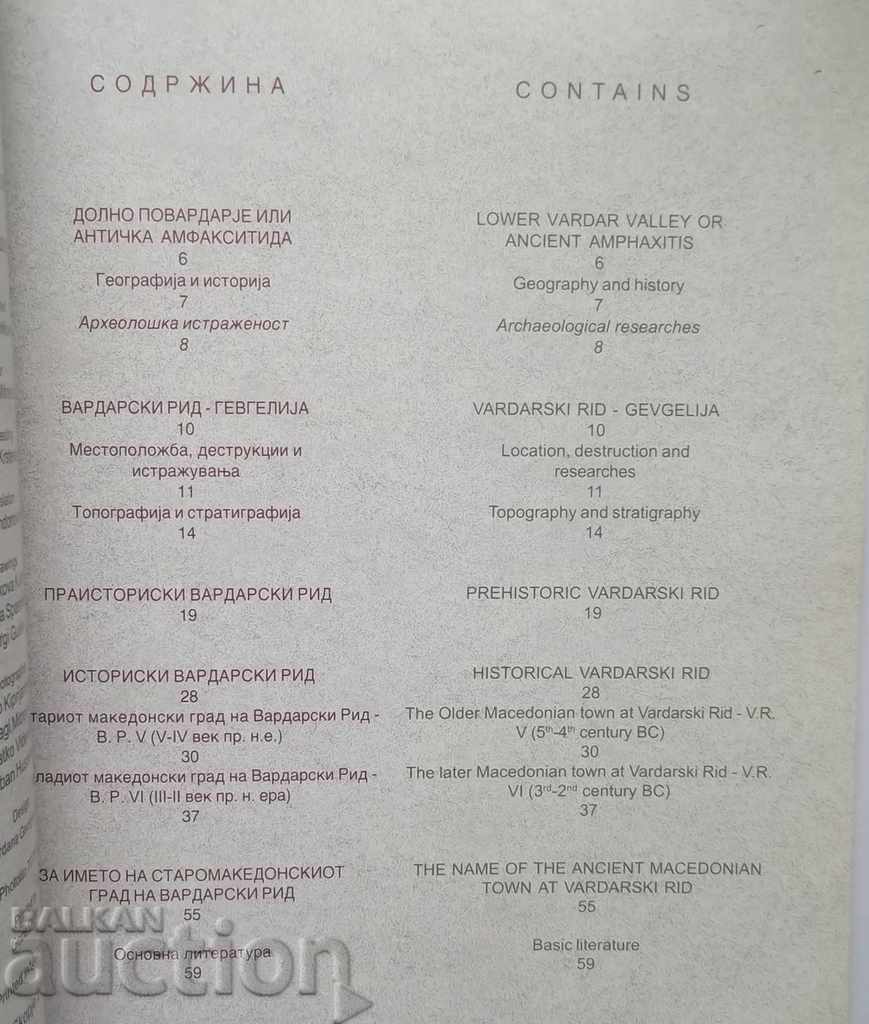 СОДРЖИНА
ДОЛНО ПОВАРДАРЈЕ ИЛИ
АНТИЧКА АМФАКСИТИДА
6
Географија и историја
7
Археолошка истраженост
8
ВАРДАРСКИ РИД - ГЕВГЕЛИЈА
10
Местоположба, деструкции и
истражувања
11
Топографија и стратиграфија
14
ПРАИСТОРИСКИ ВАРДАРСКИ РИД
19
ИСТОРИСКИ ВАРДАРСКИ РИД
28
тариот македонски град на Вардарски Рид -
В. Р. V (V-IV век пр. н.е.)
30
ладиот македонски град на Вардарски Рид -
В. Р. VI (III-II век пр. н. ера)
37
ЗА ИМЕТО НА СТАРОМАКЕДОНСКИОТ
ГРАД НА ВАРДАРСКИ РИД
55
Основна литература
59
CONTAINS
LOWER VARDAR VALLEY OR
ANCIENT AMPHAXITIS
6
Geography and history
7
Archaeological researches
8
VARDARSKI RID - GEVGELIJA
10
Location, destruction and
researches
11
Topography and stratigraphy
14
PREHISTORIC VARDARSKI RID
19
HISTORICAL VARDARSKI RID
28
The Older Macedonian town at Vardarski Rid - V.R.
V (5th-4th century BC)
30
The later Macedonian town at Vardarski Rid - V.R.
VI (3rd-2nd century BC)
37
THE NAME OF THE ANCIENT MACEDONIAN
TOWN AT VARDARSKI RID
55
Basic literature
59
BALKAN
auction